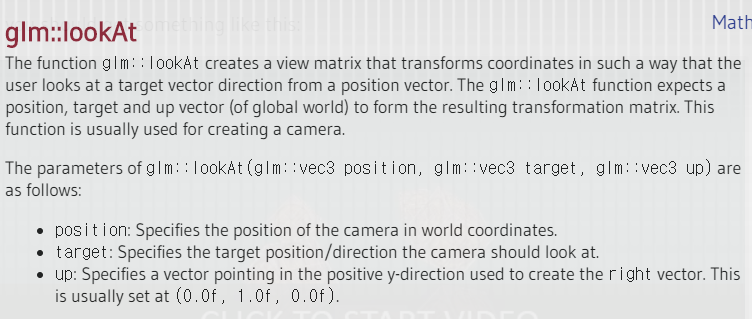 something like this
glm::lookAt
Math
The function glm::lookAt creates a view matrix that transforms coordinates in such a way that the
user looks at a target vector direction from a position vector. The glm::lookAt function expects a
position, target and up vector (of global world) to form the resulting transformation matrix. This
function is usually used for creating a camera.
The parameters of glm::lookAt(glm::vec3 position, glm::vec3 target, glm::vec3 up) are
as follows:
• position: Specifies the position of the camera in world coordinates.
• target: Specifies the target position/direction the camera should look at.
• up: Specifies a vector pointing in the positive y-direction used to create the right vector. This
is usually set at (0.0f, 1.0f, 0.0f).
CLICK TO START VIDEO